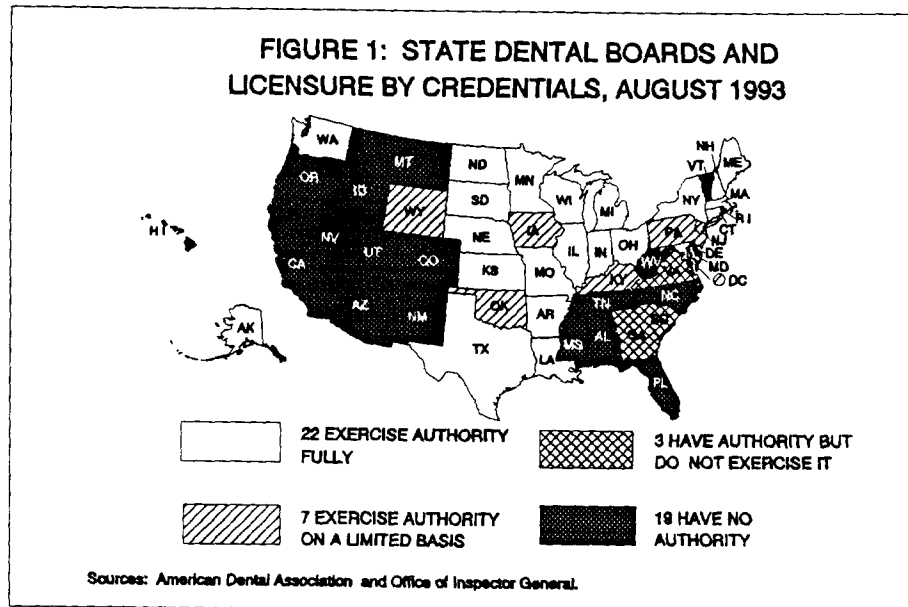 FIGURE 1: STATE DENTAL BOARDS AND
LICENSURE BY CREDENTIALS, AUGUST 1993
WA
OR
ID
MT
WY
NV
UT
CO
CA
AZ
NM
ND
SD
NE
KS
OK
TX
MN
IA
MO
AR
LA
WI
IL
MI
IN
OH
KY
TN
MS
AL
NH
VT
ME
MA
NY
RI
CT
PA
NJ
DE
MD
DC
WV
NC
FL
HI
AK
22 EXERCISE AUTHORITY
FULLY
3 HAVE AUTHORITY BUT
DO NOT EXERCISE IT
7 EXERCISE AUTHORITY
ON A LIMITED BASIS
19 HAVE NO
AUTHORITY
Sources: American Dental Association and Office of Inspector General.